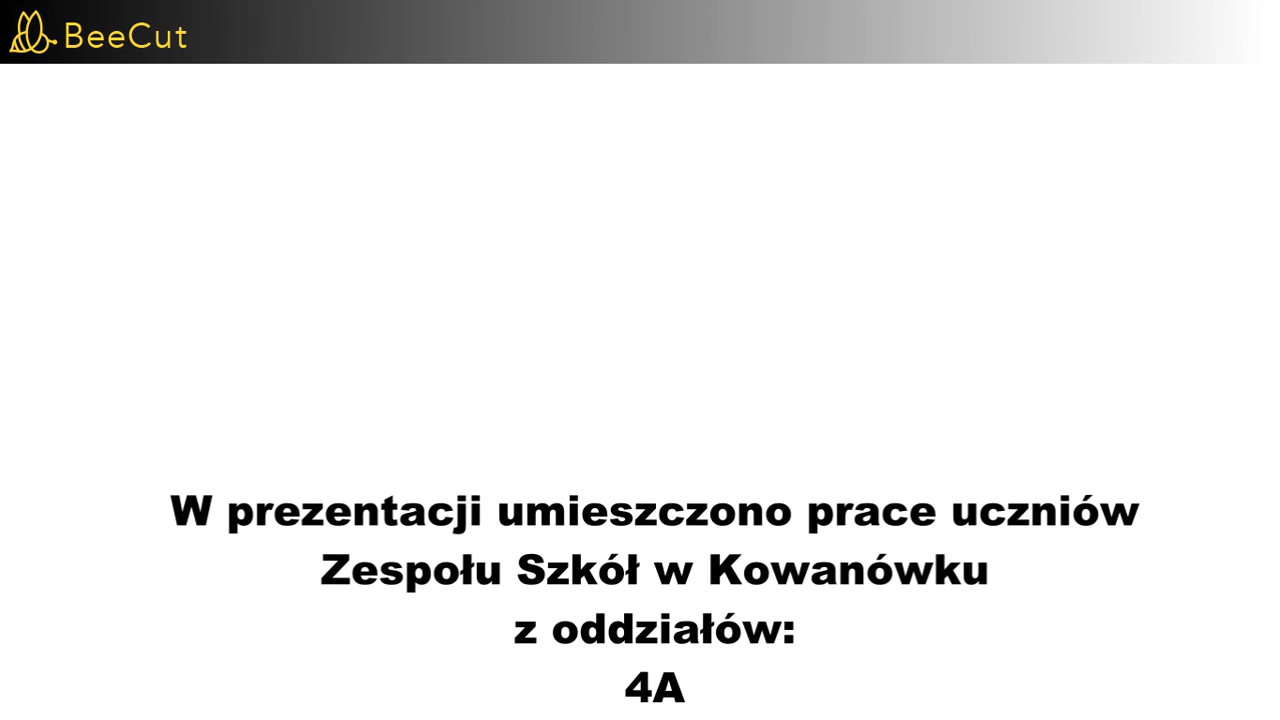 BeeCut
W prezentacji umieszczono prace uczniów
Zespołu Szkół w Kowanówku
z oddziałów:
4A